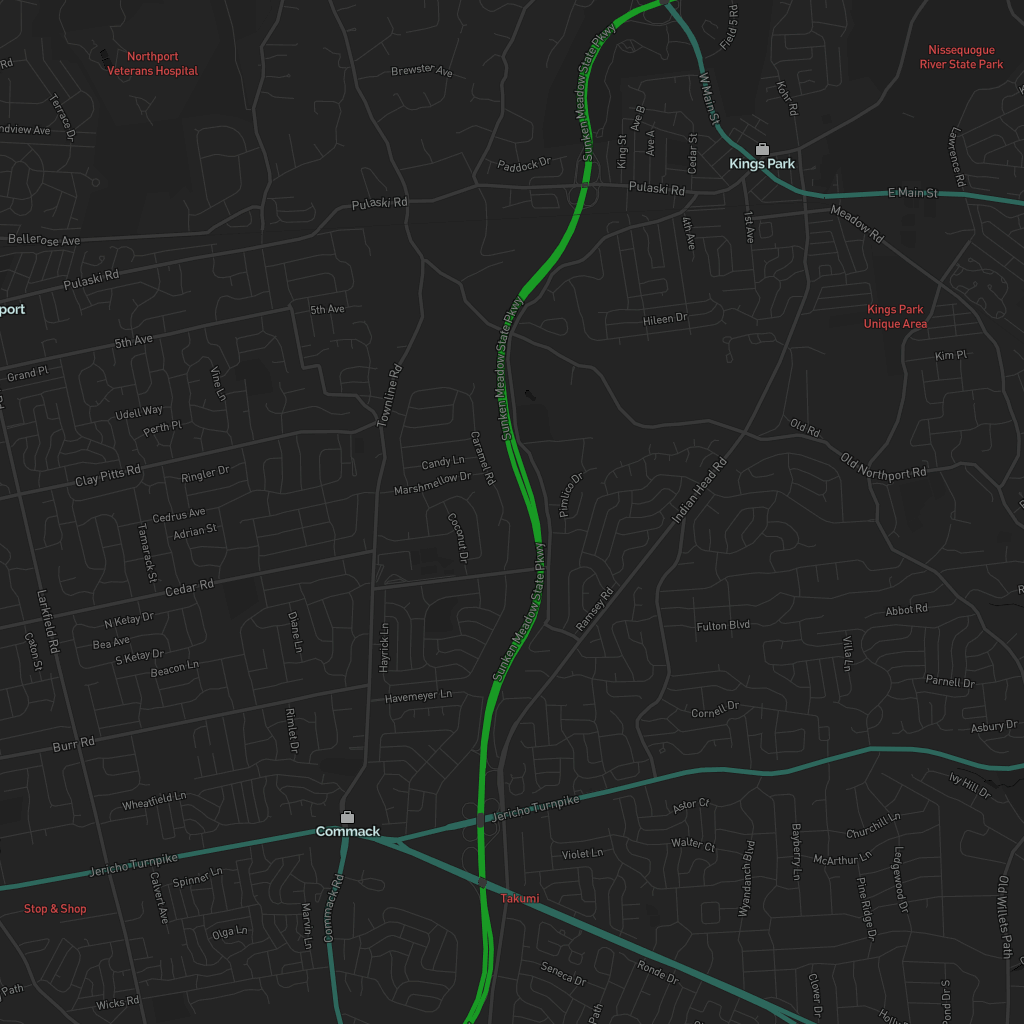 Field 5 Rd
Northport
Veterans Hospital
Nissequogue
River State Park
Rd
Brewster Ave
Sunken Meadow State Pkwy
W Main St
Kohr Rd
Terrace Dr
ndview Ave
Ave B
Ave A
King St
Cedar St
Lawrence Rd
Kings Park
Paddock Dr
Pulaski Rd
Pulaski Rd
E Main St
Meadow Rd
4th Ave
1st Ave
Bellerose Ave
Pulaski Rd
port
5th Ave
Kings Park
Unique Area
Hileen Dr
Sunken Meadow State Pkwy
5th Ave
Kim Pl
Grand Pl
Vine Ln
Townline Rd
Udell Way
Perth Pl
Old Rd
Caramel Rd
Candy Ln
Marshmellow Dr
Clay Pitts Rd
Ringler Dr
Old Northport Rd
Indian Head Rd
Pimlico Dr
Cedrus Ave
Adrian St
Coconut Dr
Tamarack St
Cedar Rd
Sunken Meadow State Pkwy
Ramsey Rd
Larkfield Rd
N Ketay Dr
Bea Ave
S Ketay Dr
Beacon Ln
Caton St
Diane Ln
Hayrick Ln
Abbot Rd
Fulton Blvd
Villa Ln
Parnell Dr
Havemeyer Ln
Cornell Dr
Rimlet Dr
Asbury Dr
Burr Rd
Ivy Hill Dr
Wheatfield Ln
Jericho Turnpike
Astor Ct
Commack
Churchill Ln
Walter Ct
Violet Ln
McArthur Ln
Bayberry Ln
Wyandanch Blvd
Ledgewood Dr
Pine Ridge Dr
Jericho Turnpike
Spinner Ln
Calvert Ave
Commack Rd
Old Willets Path
Takumi
Stop & Shop
Marvin Ln
Olga Ln
Seneca Dr
Ronde Dr
Path
Wicks Rd
Path
Clover Dr
Pond Dr S